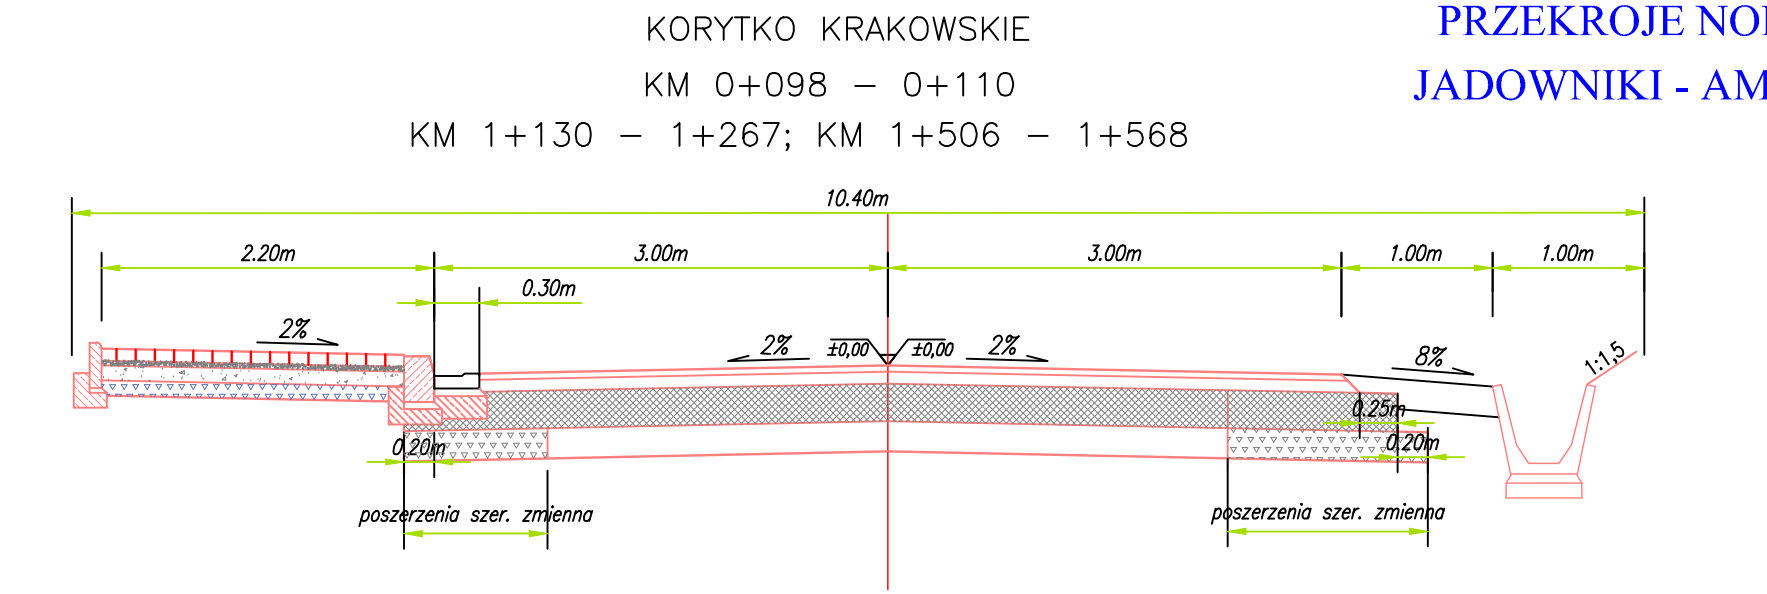 KORYTKO KRAKOWSKIE
PRZEKROJE
KM 0+098 – 0+110
JADOWNIKI -
KM 1+130 – 1+267; KM 1+506 – 1+568
10.40m
2.20m 3.00m 3.00m 1.00m 1.00m
0.30m
2% 2% ±0,00 ±0,00 2% 8% 1:1,5
0.25m
0.20m 0.20m
poszerzenia szer. zmienna poszerzenia szer. zmienna